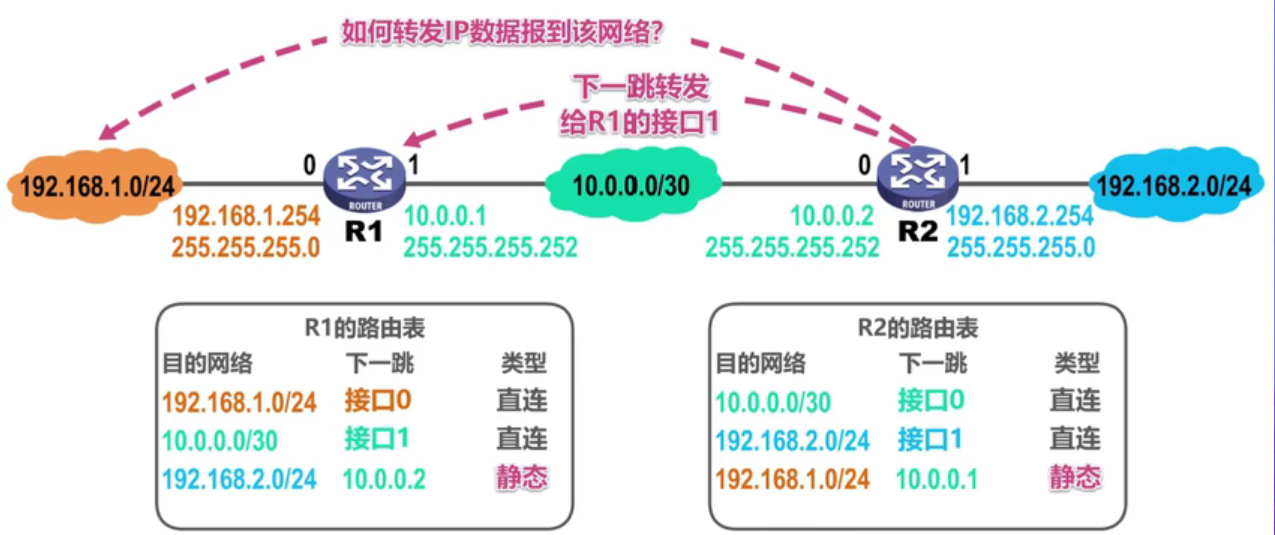 如何转发IP数据报到该网络?
下一跳转发
给R1的接口1
192.168.1.0/24
0
ROUTER
R1
1
10.0.0.0/30
0
ROUTER
R2
1
192.168.2.0/24
192.168.1.254
255.255.255.0
10.0.0.1
255.255.255.252
10.0.0.2
255.255.255.252
192.168.2.254
255.255.255.0
R1的路由表
目的网络 下一跳 类型
192.168.1.0/24 接口0 直连
10.0.0.0/30 接口1 直连
192.168.2.0/24 10.0.0.2 静态
R2的路由表
目的网络 下一跳 类型
10.0.0.0/30 接口0 直连
192.168.2.0/24 接口1 直连
192.168.1.0/24 10.0.0.1 静态